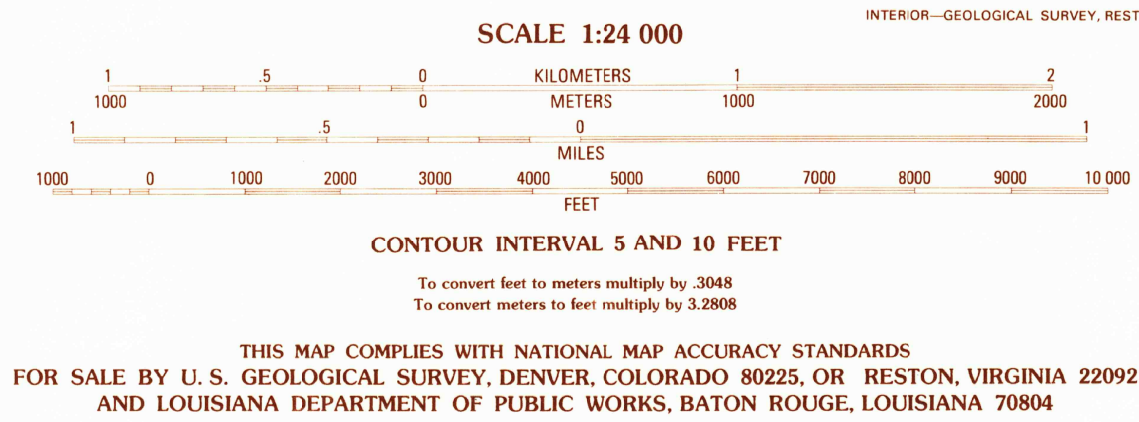 INTERIOR—GEOLOGICAL SURVEY, REST
SCALE 1:24 000
1 .5 0 KILOMETERS 1 2
1000 0 METERS 1000 2000
1 .5 0 1
MILES
1000 0 1000 2000 3000 4000 5000 6000 7000 8000 9000 10 000
FEET
CONTOUR INTERVAL 5 AND 10 FEET
To convert feet to meters multiply by .3048
To convert meters to feet multiply by 3.2808
THIS MAP COMPLIES WITH NATIONAL MAP ACCURACY STANDARDS
FOR SALE BY U. S. GEOLOGICAL SURVEY, DENVER, COLORADO 80225, OR RESTON, VIRGINIA 22092
AND LOUISIANA DEPARTMENT OF PUBLIC WORKS, BATON ROUGE, LOUISIANA 70804